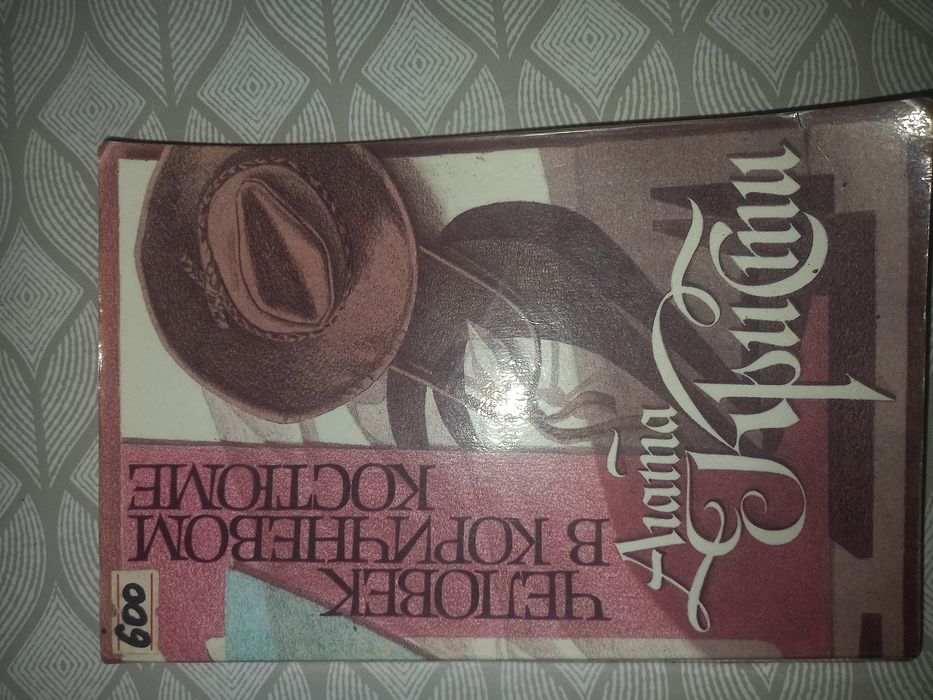 Агата
Кристи
ЧЕЛОВЕК
В КОРИЧНЕВОМ
КОСТЮМЕ
600